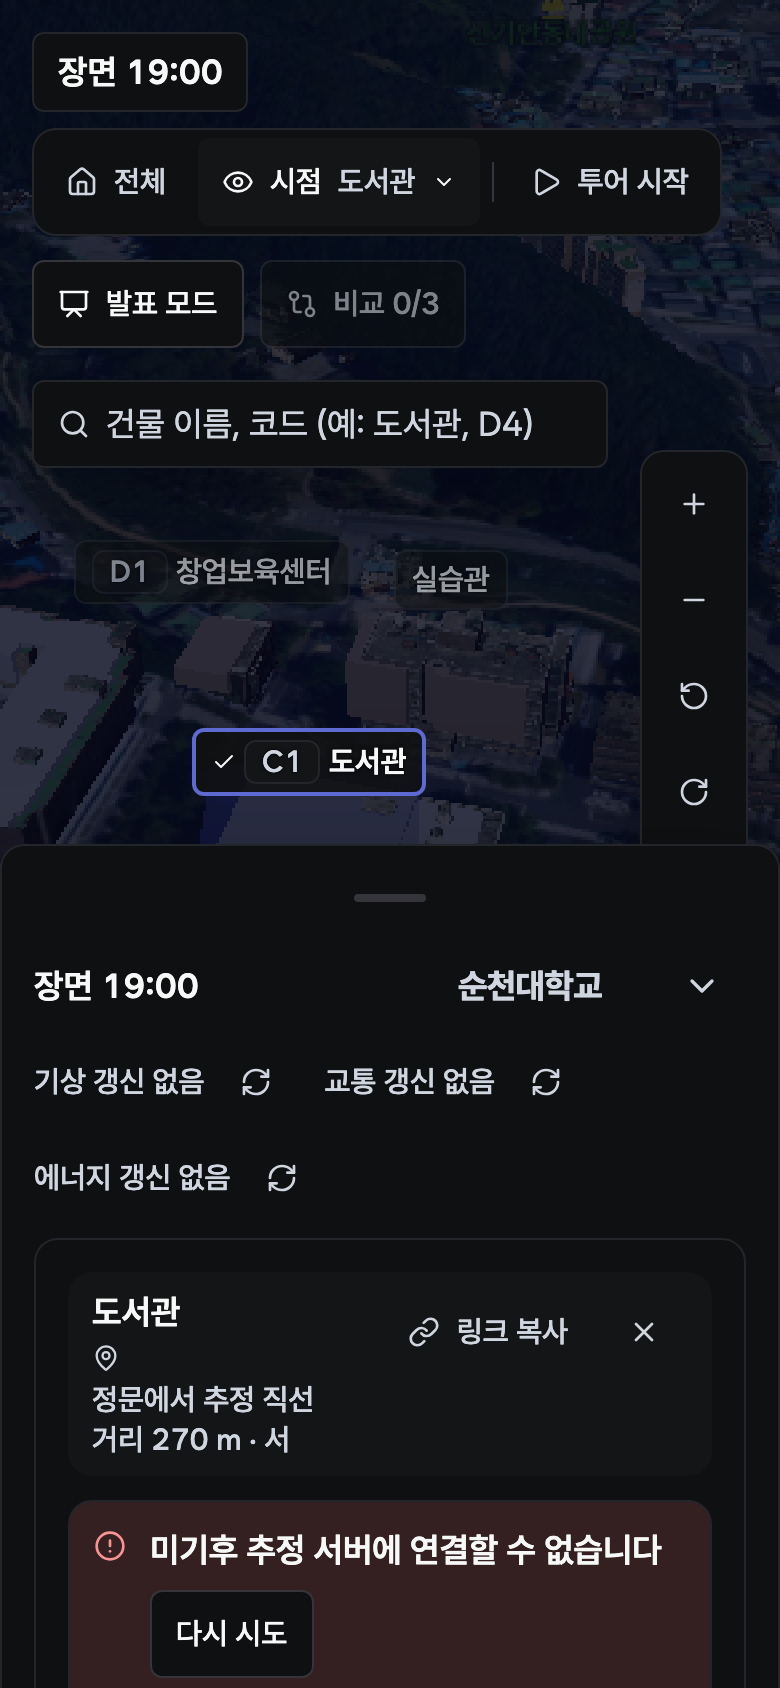 장면 19:00
전체
시점 도서관
투어 시작
발표 모드
비교 0/3
건물 이름, 코드 (예: 도서관, D4)
D1 창업보육센터
실습관
C1 도서관
장면 19:00
순천대학교
기상 갱신 없음
교통 갱신 없음
에너지 갱신 없음
도서관
링크 복사
정문에서 추정 직선
거리 270 m · 서
미기후 추정 서버에 연결할 수 없습니다
다시 시도